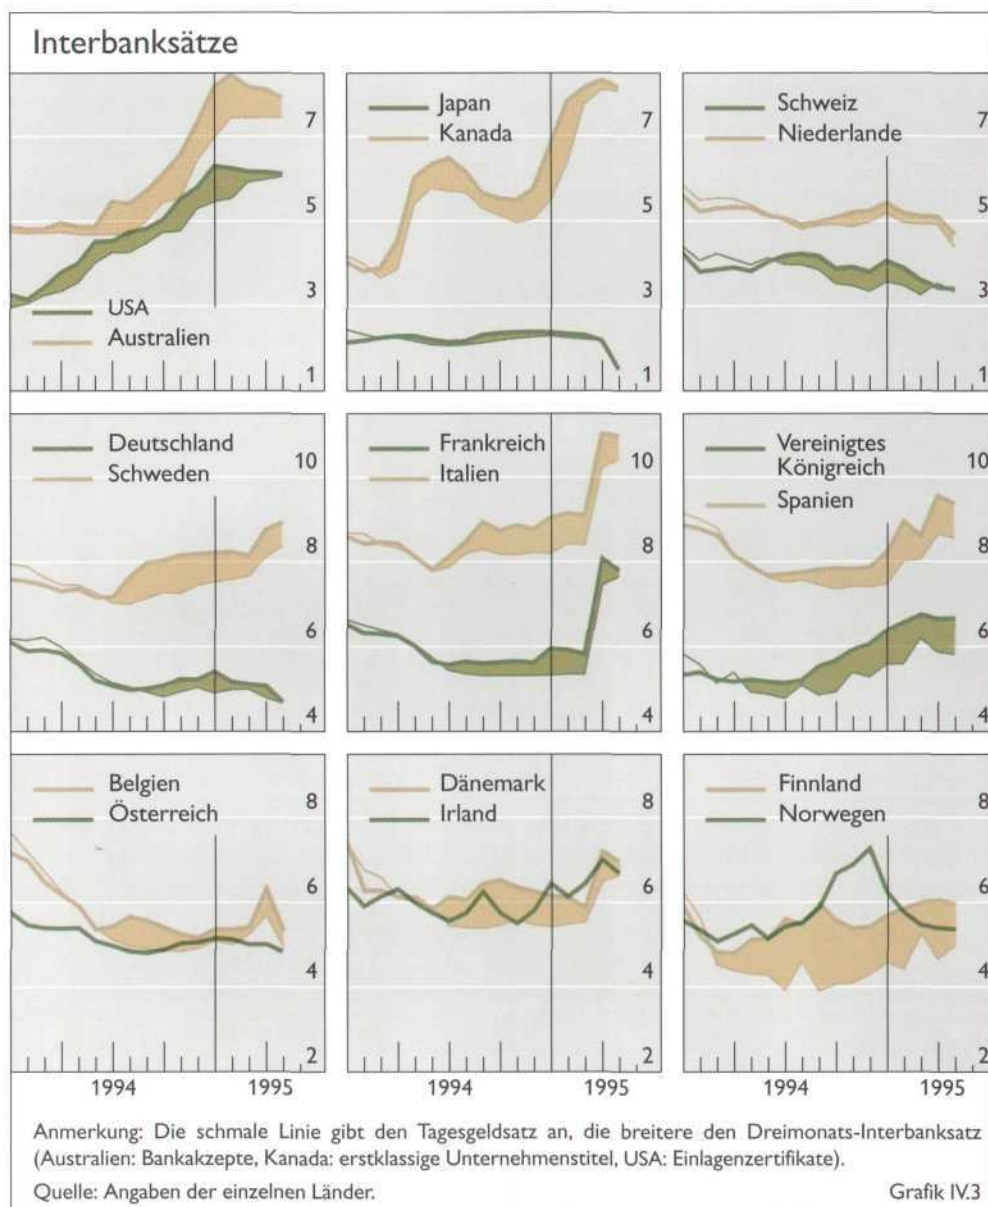 Interbanksätze
7
5
3
USA
Australien
1
Japan
Kanada
7
5
3
1
Schweiz
Niederlande
7
5
3
1
Deutschland
Schweden
10
8
6
4
Frankreich
Italien
10
8
6
4
Vereinigtes
Königreich
Spanien
10
8
6
4
Belgien
Österreich
8
6
4
2
Dänemark
Irland
8
6
4
2
Finnland
Norwegen
8
6
4
2
1994 1995
1994 1995
1994 1995
Anmerkung: Die schmale Linie gibt den Tagesgeldsatz an, die breitere den Dreimonats-Interbanksatz
(Australien: Bankakzepte, Kanada: erstklassige Unternehmenstitel, USA: Einlagenzertifikate).
Quelle: Angaben der einzelnen Länder. Grafik IV.3